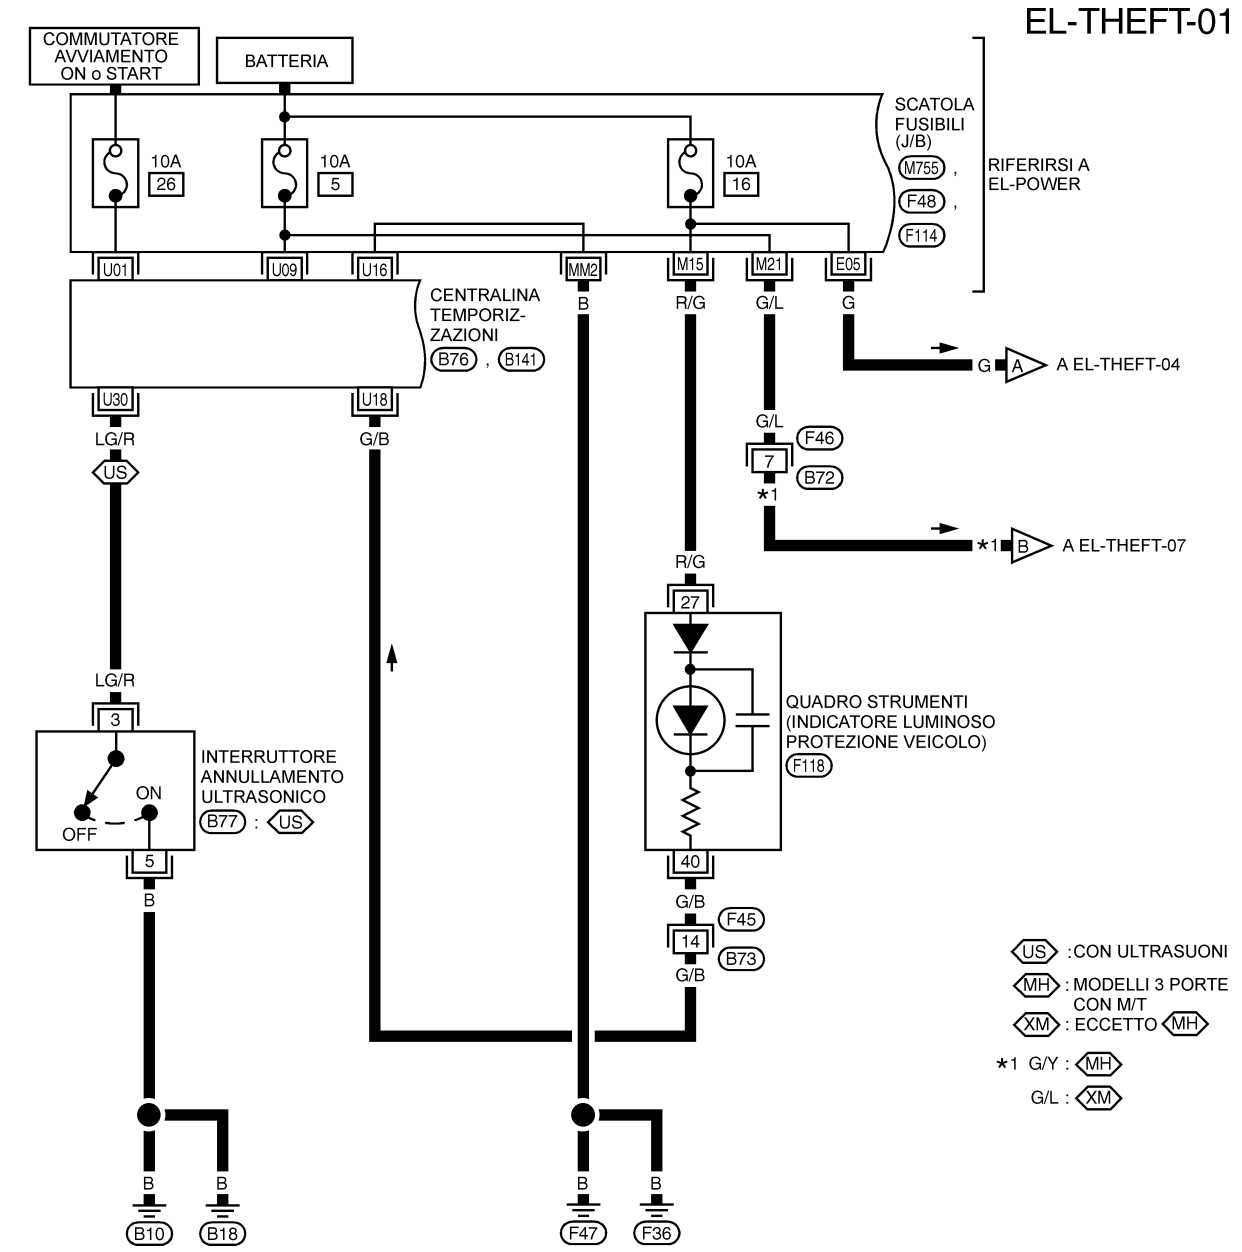 EL-THEFT-01
COMMUTATORE
AVVIAMENTO
ON o START
BATTERIA
10A
26
10A
5
10A
16
SCATOLA
FUSIBILI
(J/B)
M755 ,
F48 ,
F114
RIFERIRSI A
EL-POWER
U01
U09
U16
MM2
M15
M21
E05
CENTRALINA
TEMPORIZ-
ZAZIONI
B76 , B141
B
R/G
G/L
G
G
A
A EL-THEFT-04
U30
U18
LG/R
G/B
US
G/L
F46
7
B72
*1
*1
B
A EL-THEFT-07
R/G
27
LG/R
3
INTERRUTTORE
ANNULLAMENTO
ULTRASONICO
B77 : US
ON
OFF
5
B
QUADRO STRUMENTI
(INDICATORE LUMINOSO
PROTEZIONE VEICOLO)
F118
40
G/B
F45
14
B73
G/B
US :CON ULTRASUONI
MH : MODELLI 3 PORTE
CON M/T
XM : ECCETTO MH
*1 G/Y : MH
G/L : XM
B
B
B
B
B10
B18
F47
F36